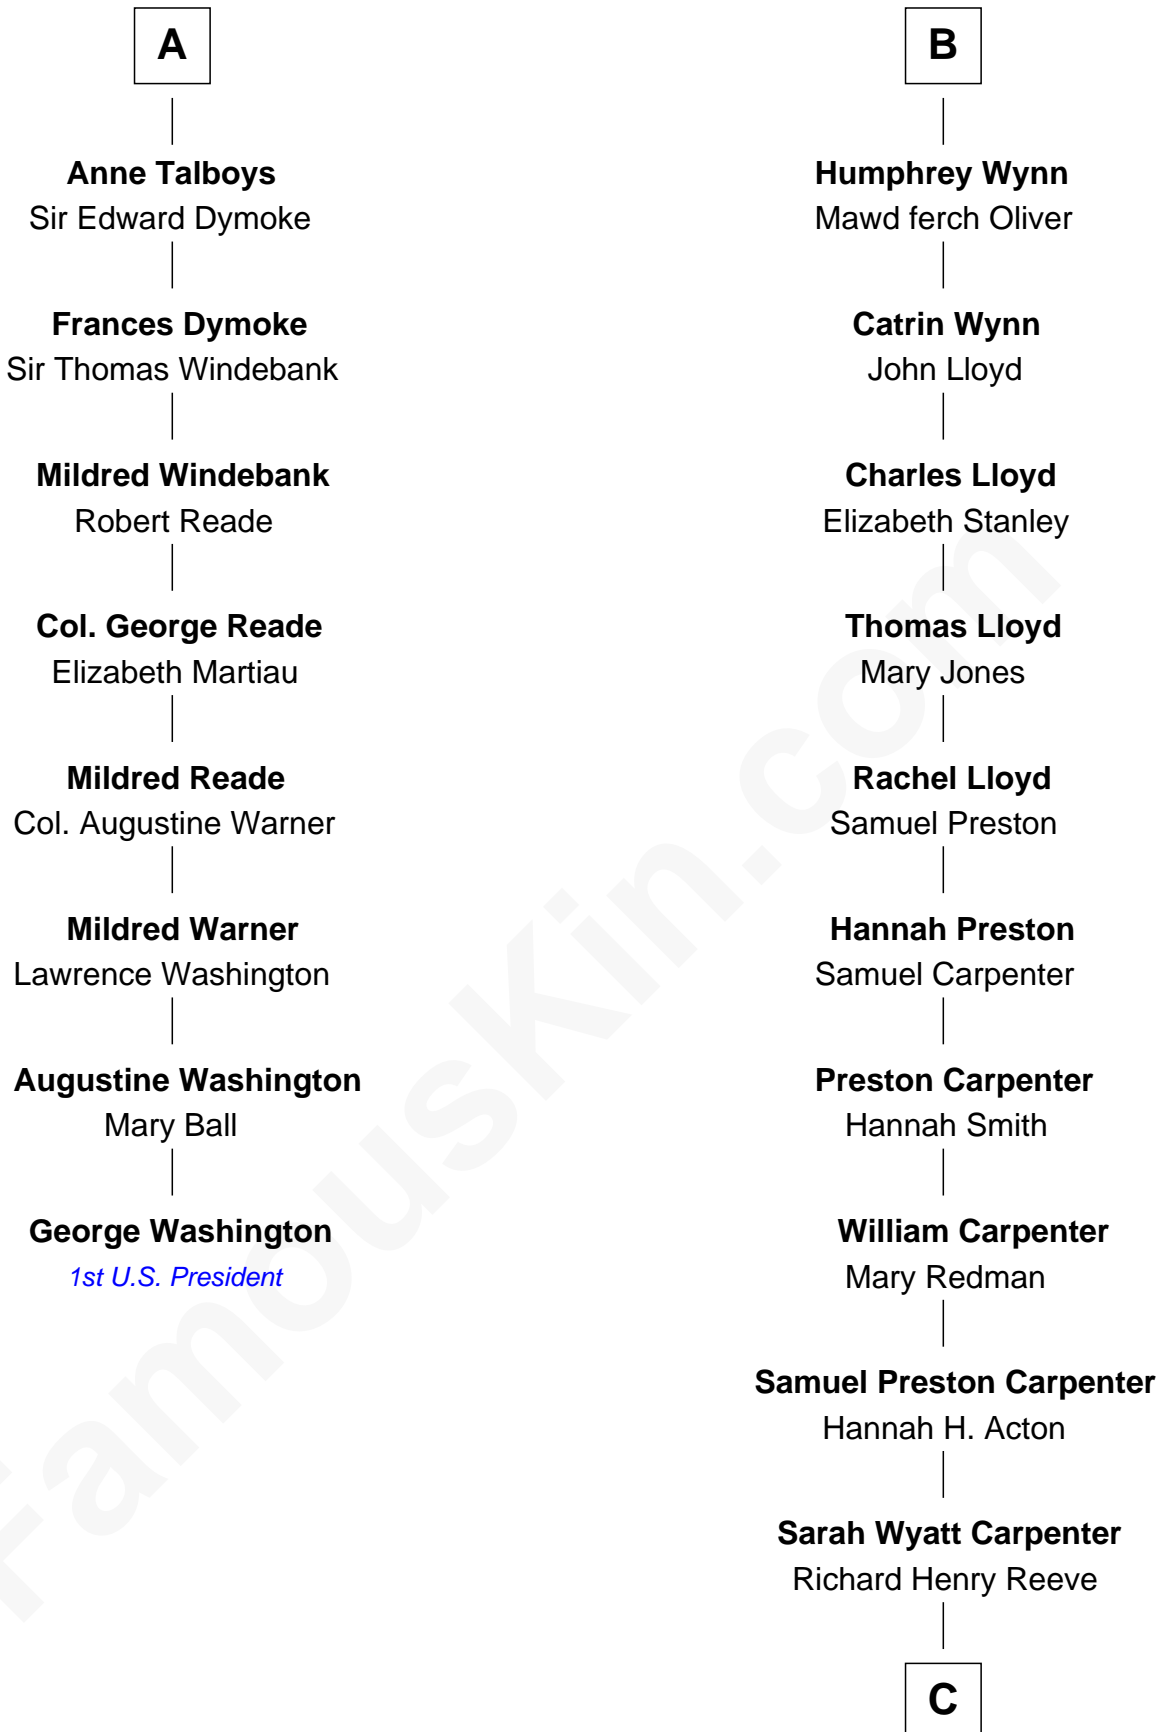 A
Anne Talboys
Sir Edward Dymoke
Frances Dymoke
Sir Thomas Windebank
Mildred Windebank
Robert Reade
Col. George Reade
Elizabeth Martiau
Mildred Reade
Col. Augustine Warner
Mildred Warner
Lawrence Washington
Augustine Washington
Mary Ball
George Washington
1st U.S. President
B
Humphrey Wynn
Mawd ferch Oliver
Catrin Wynn
John Lloyd
Charles Lloyd
Elizabeth Stanley
Thomas Lloyd
Mary Jones
Rachel Lloyd
Samuel Preston
Hannah Preston
Samuel Carpenter
Preston Carpenter
Hannah Smith
William Carpenter
Mary Redman
Samuel Preston Carpenter
Hannah H. Acton
Sarah Wyatt Carpenter
Richard Henry Reeve
C
FamousKin.com